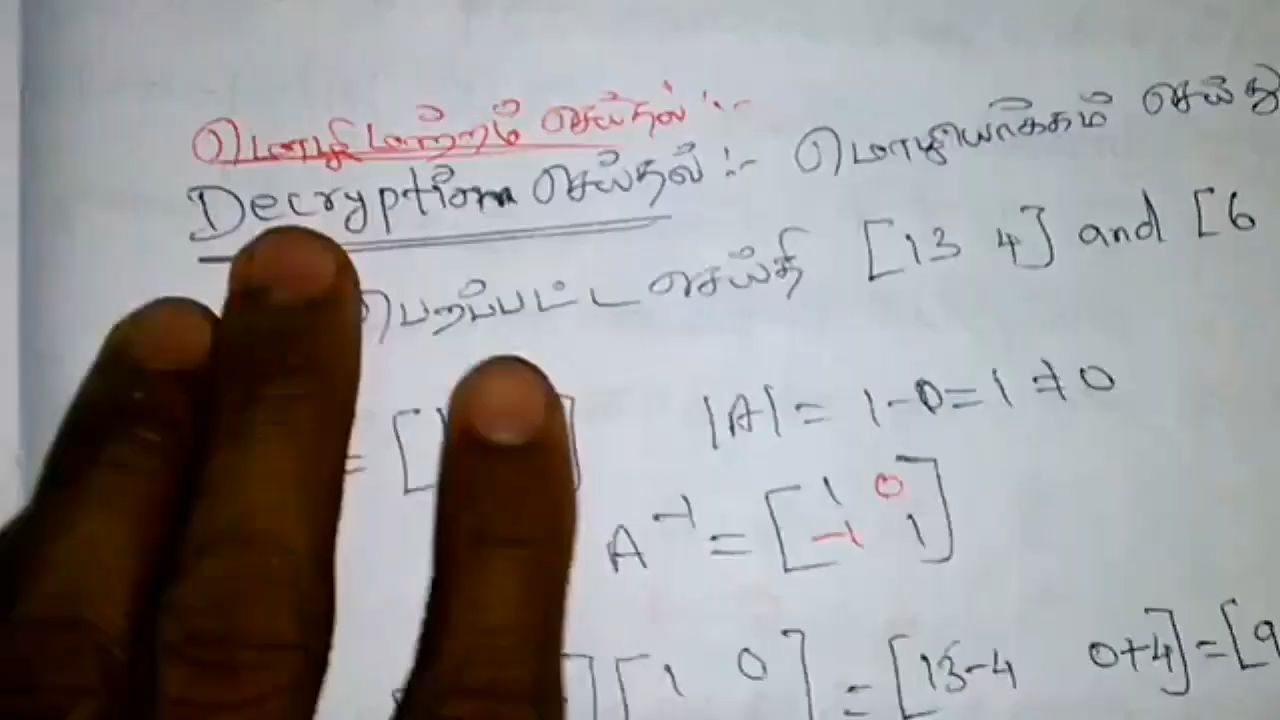 மொழிமாற்றம் செய்தல் :-
Decryption செய்தல் :- மொழியாக்கம் செய்து
பெறப்பட்ட செய்தி [13 4] and [6
= [ ] |A| = 1-0=1 ≠ 0
A⁻¹ = [1 0
-1 1]
[1 0] = [13-4 0+4] = [9